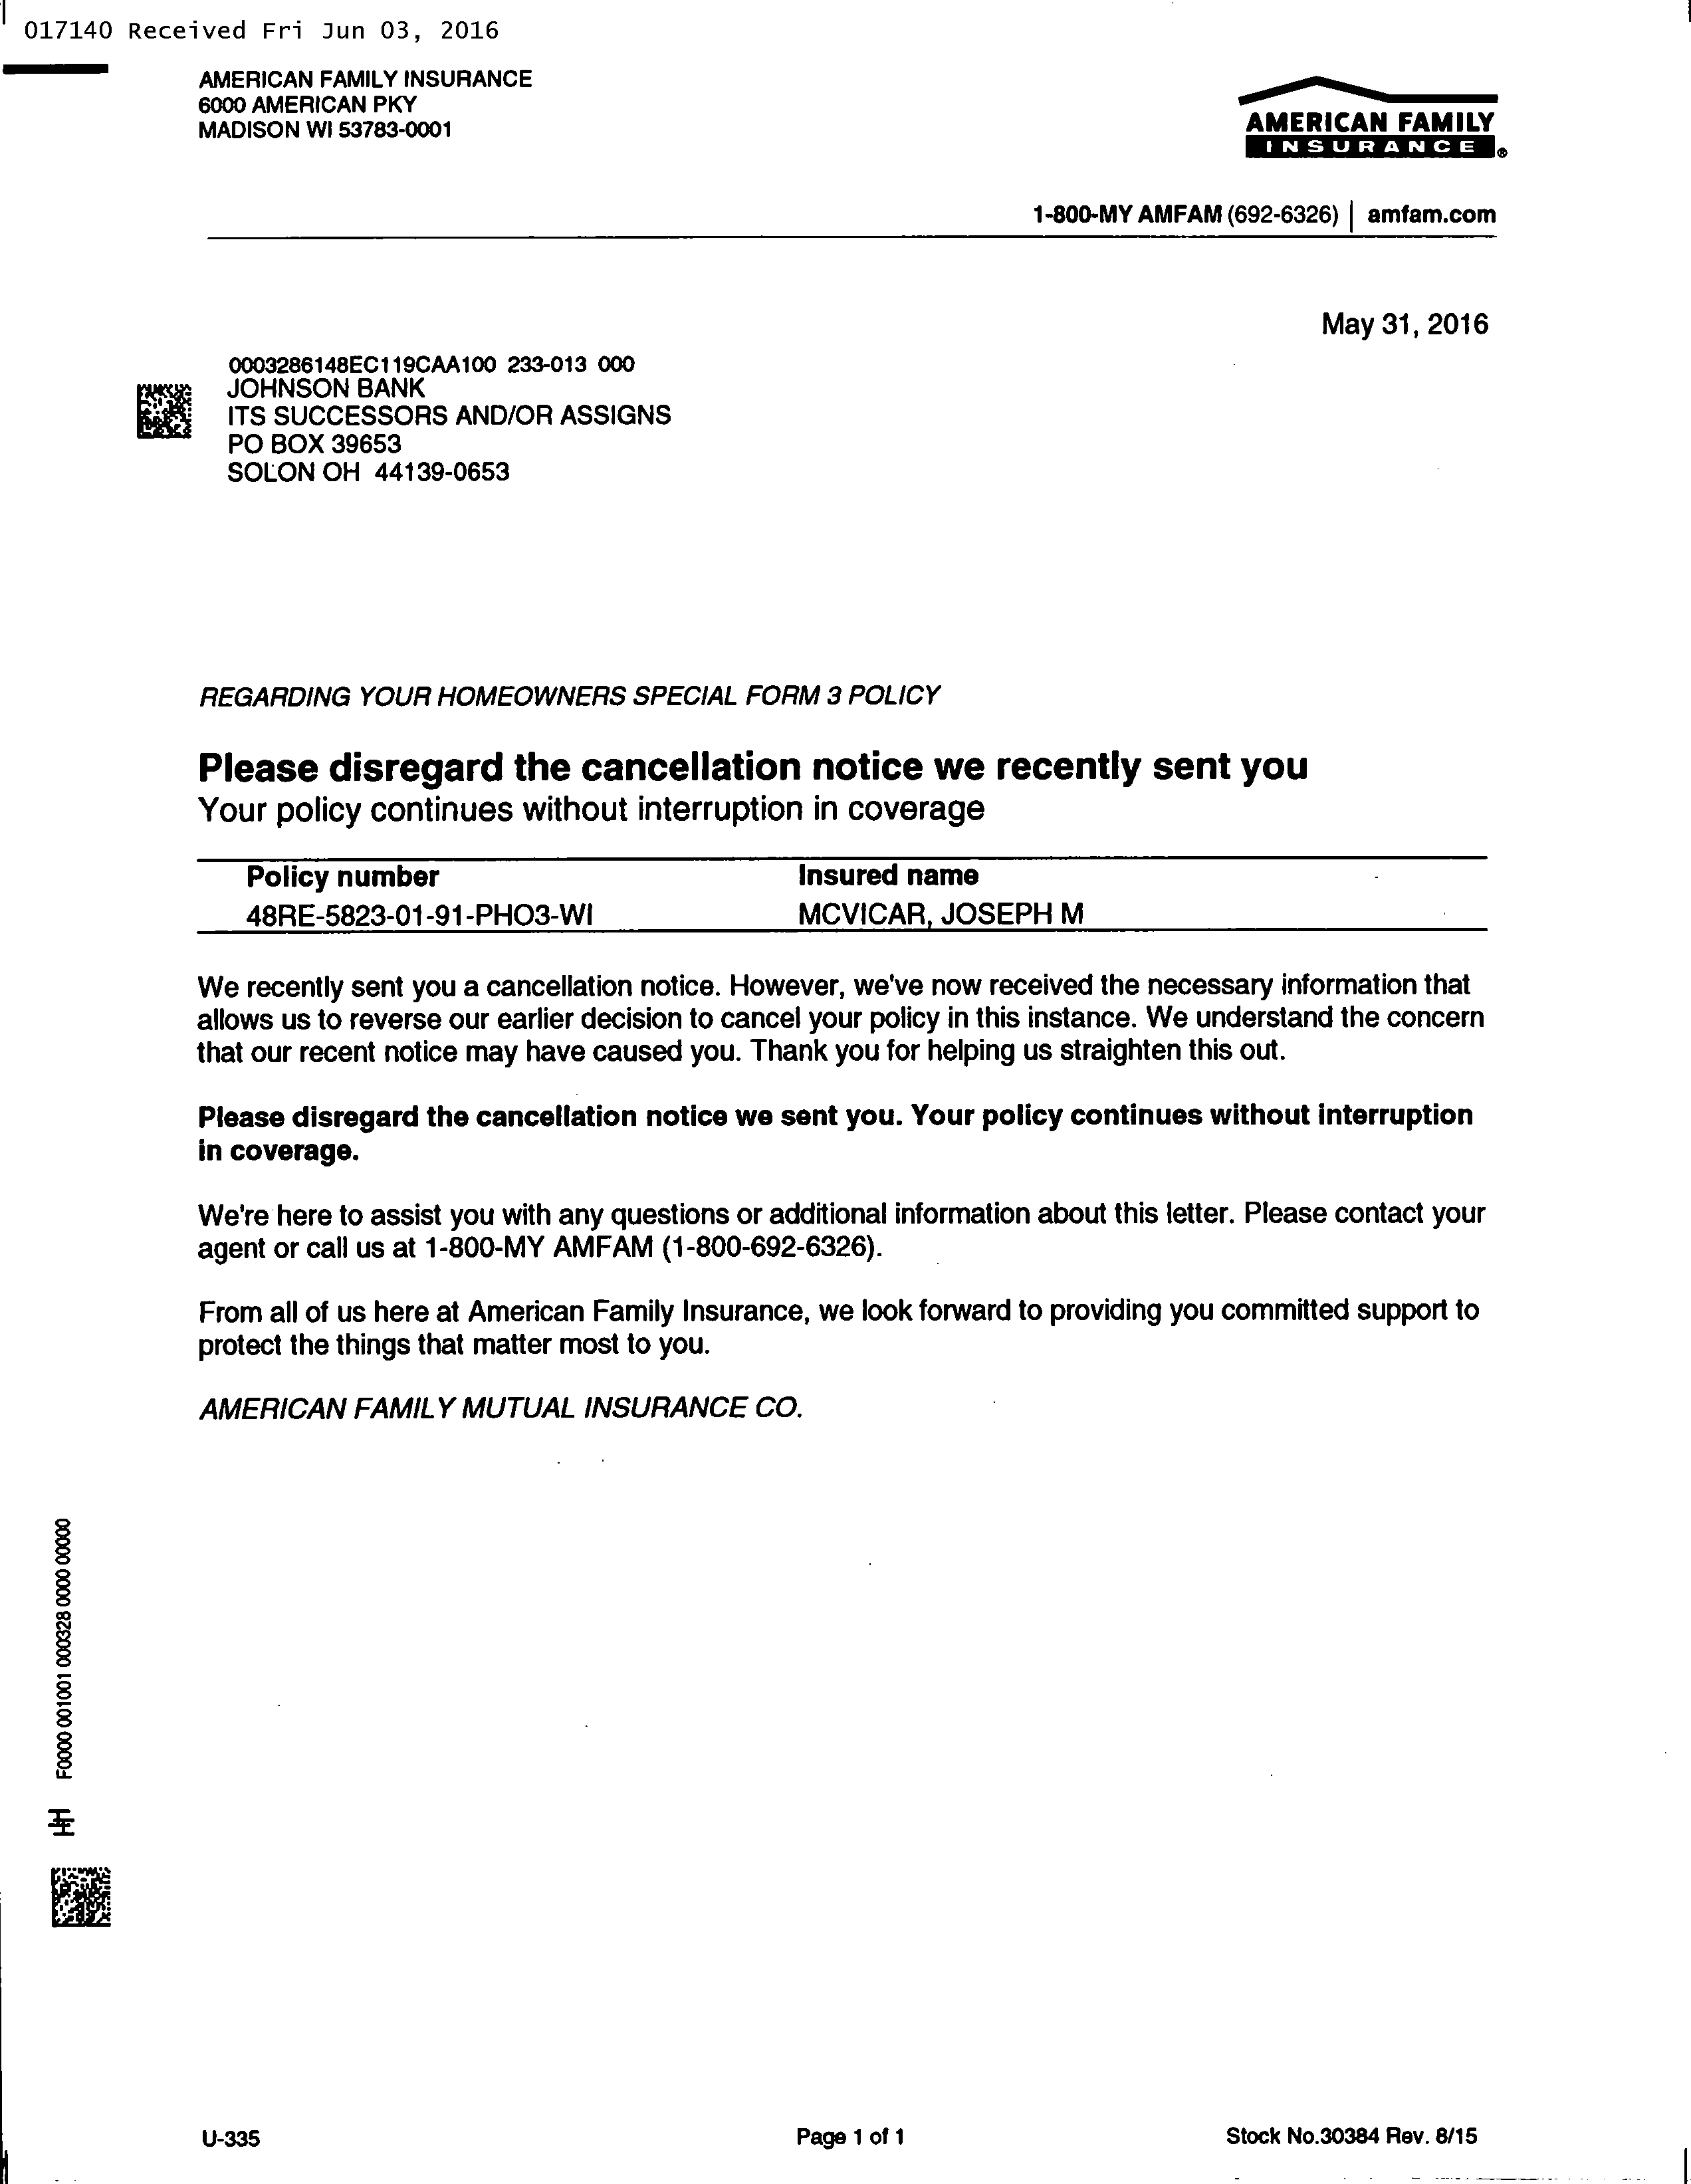 017140 Received Fri Jun 03, 2016
AMERICAN FAMILY INSURANCE
6000 AMERICAN PKY
MADISON WI 53783-0001
AMERICAN FAMILY
INSURANCE ®
1-800-MY AMFAM (692-6326) | amfam.com
May 31, 2016
0003286148EC119CAA100 233-013 000
JOHNSON BANK
ITS SUCCESSORS AND/OR ASSIGNS
PO BOX 39653
SOLON OH 44139-0653
REGARDING YOUR HOMEOWNERS SPECIAL FORM 3 POLICY
Please disregard the cancellation notice we recently sent you
Your policy continues without interruption in coverage
Policy number Insured name
48RE-5823-01-91-PHO3-WI MCVICAR, JOSEPH M
We recently sent you a cancellation notice. However, we've now received the necessary information that
allows us to reverse our earlier decision to cancel your policy in this instance. We understand the concern
that our recent notice may have caused you. Thank you for helping us straighten this out.
Please disregard the cancellation notice we sent you. Your policy continues without interruption
in coverage.
We're here to assist you with any questions or additional information about this letter. Please contact your
agent or call us at 1-800-MY AMFAM (1-800-692-6326).
From all of us here at American Family Insurance, we look forward to providing you committed support to
protect the things that matter most to you.
AMERICAN FAMILY MUTUAL INSURANCE CO.
F0000 001001 000328 0000 00000
U-335 Page 1 of 1 Stock No.30384 Rev. 8/15